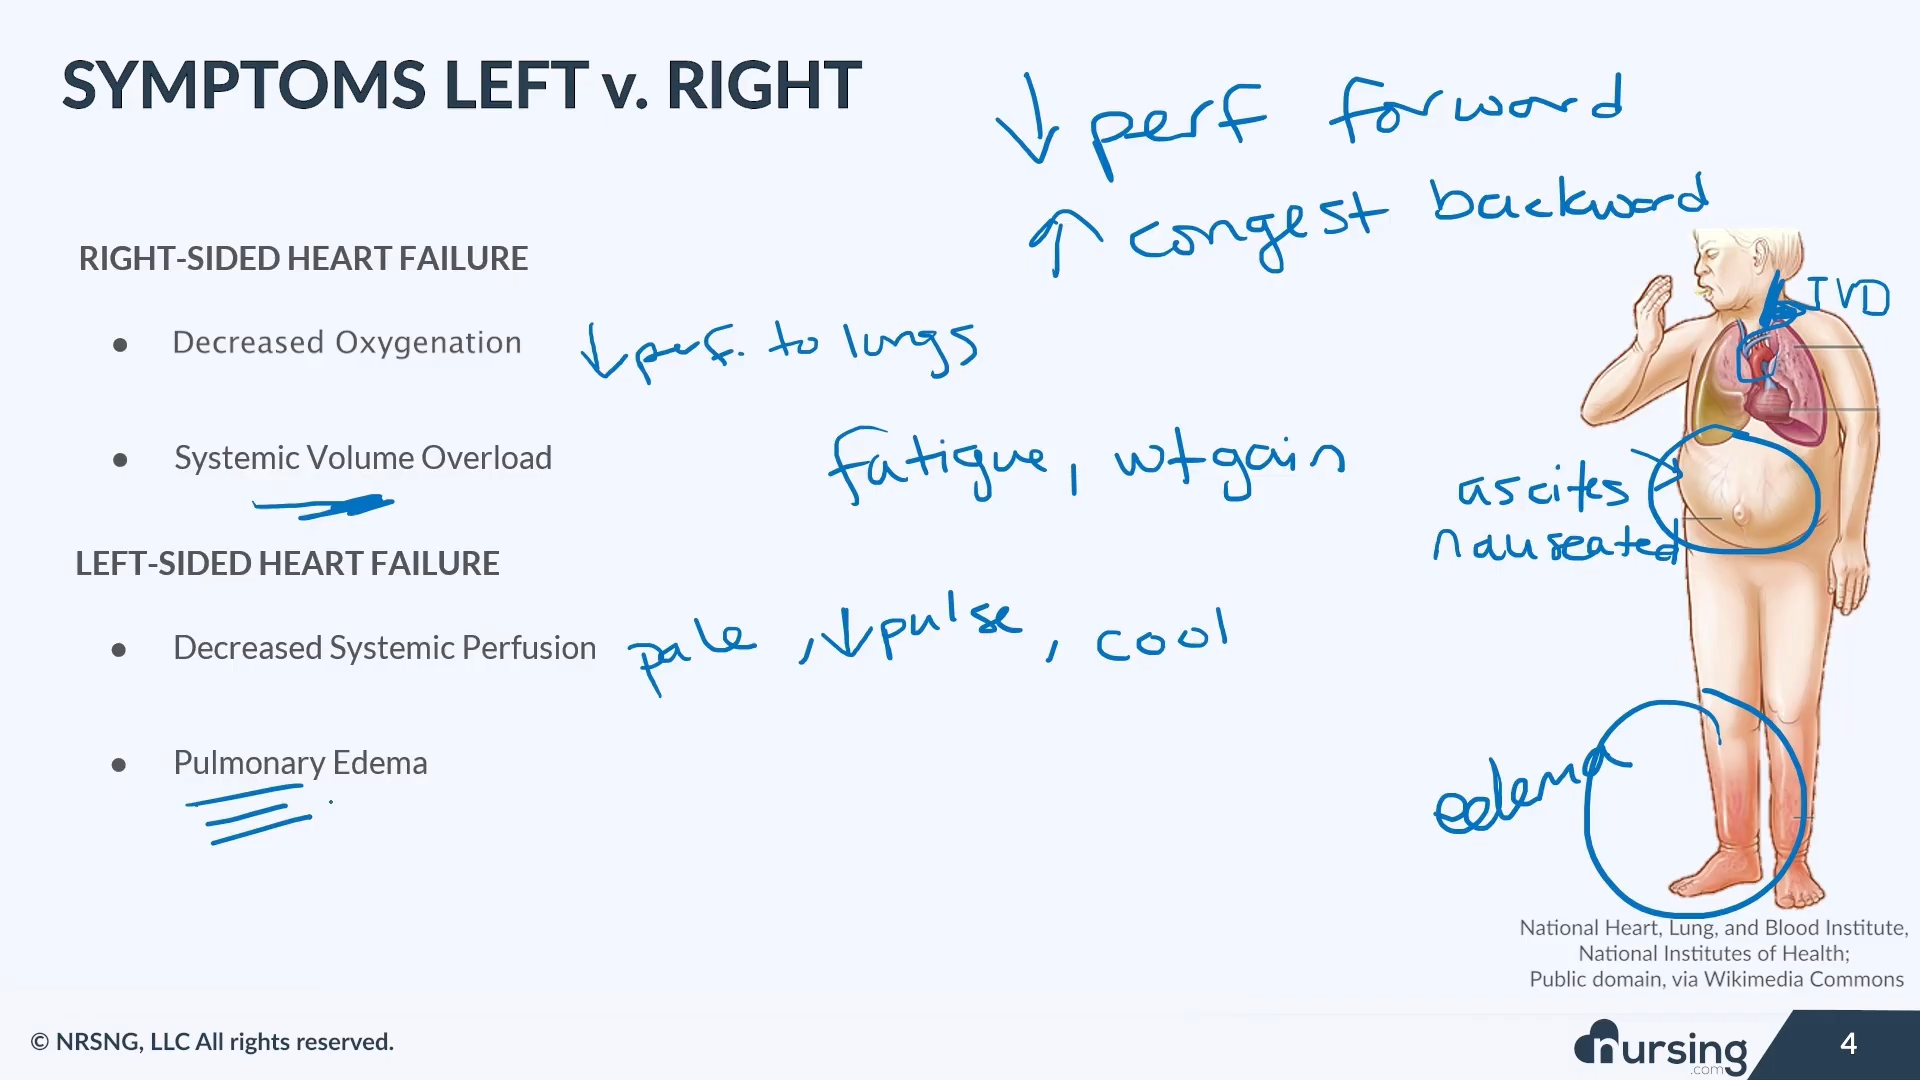 SYMPTOMS LEFT v. RIGHT
↓ perf forward
↑ congest backward
RIGHT-SIDED HEART FAILURE
JVD
● Decreased Oxygenation ↓ perf. to lungs
● Systemic Volume Overload fatigue, wt gain
ascites
nauseated
LEFT-SIDED HEART FAILURE
● Decreased Systemic Perfusion pale, ↓ pulse, cool
● Pulmonary Edema
edema
National Heart, Lung, and Blood Institute,
National Institutes of Health;
Public domain, via Wikimedia Commons
© NRSNG, LLC All rights reserved.
nursing
.com
4